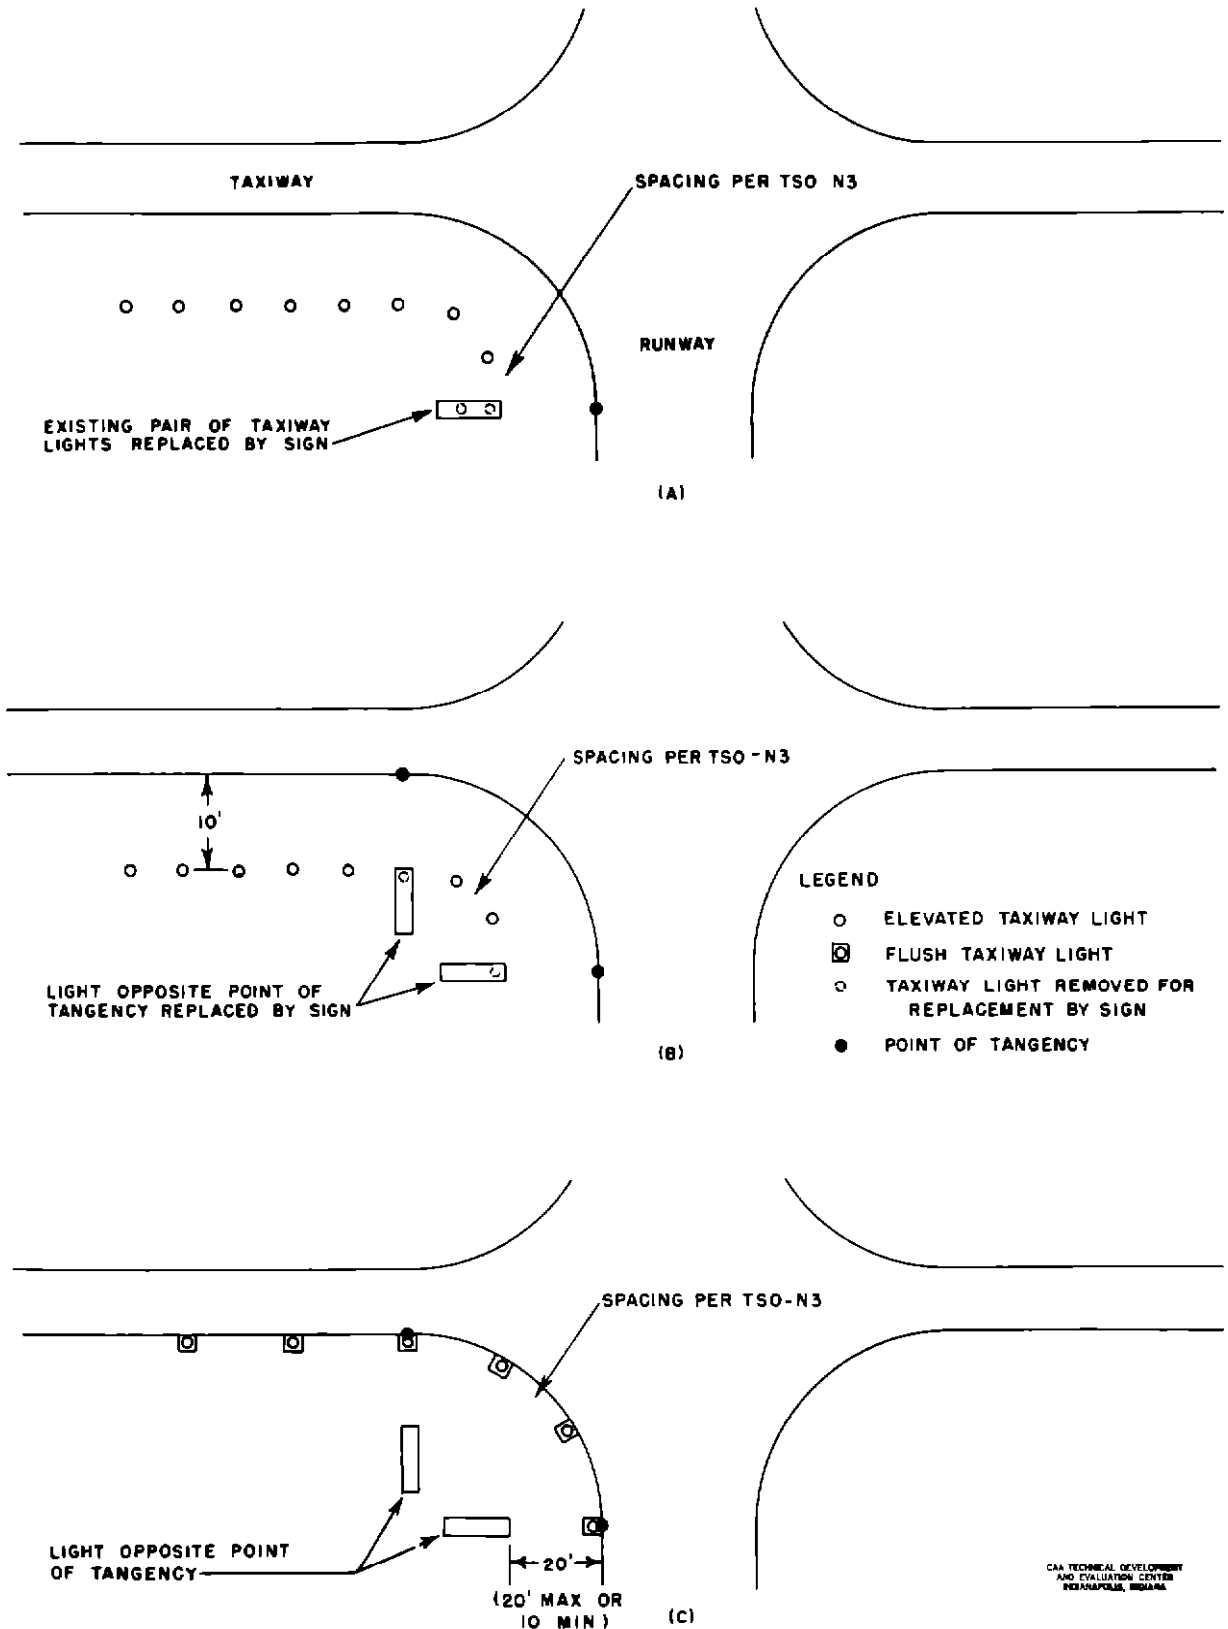 TAXIWAY
SPACING PER TSO N3
RUNWAY
EXISTING PAIR OF TAXIWAY
LIGHTS REPLACED BY SIGN
(A)
SPACING PER TSO-N3
10'
LEGEND
ELEVATED TAXIWAY LIGHT
FLUSH TAXIWAY LIGHT
TAXIWAY LIGHT REMOVED FOR
REPLACEMENT BY SIGN
POINT OF TANGENCY
LIGHT OPPOSITE POINT OF
TANGENCY REPLACED BY SIGN
(B)
SPACING PER TSO-N3
LIGHT OPPOSITE POINT
OF TANGENCY
20'
(20' MAX OR
10 MIN)
(C)
CAA TECHNICAL DEVELOPMENT
AND EVALUATION CENTER
INDIANAPOLIS, INDIANA